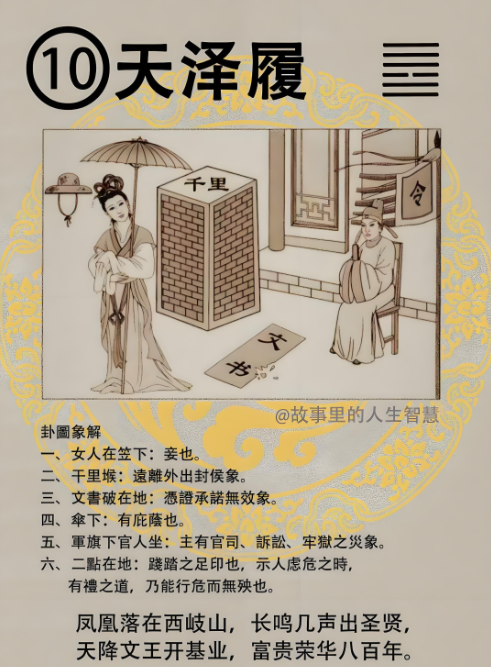 10 天泽履
千里
令
文书
@故事里的人生智慧
卦圖象解
一、女人在笠下：妾也。
二、千里堠：遠離外出封侯象。
三、文書破在地：憑證承諾無效象。
四、傘下：有庇蔭也。
五、軍旗下官人坐：主有官司、訴訟、牢獄之災象。
六、二點在地：踐踏之足印也，示人虑危之時，
有禮之道，乃能行危而無殃也。
凤凰落在西岐山，长鸣几声出圣贤，
天降文王开基业，富贵荣华八百年。